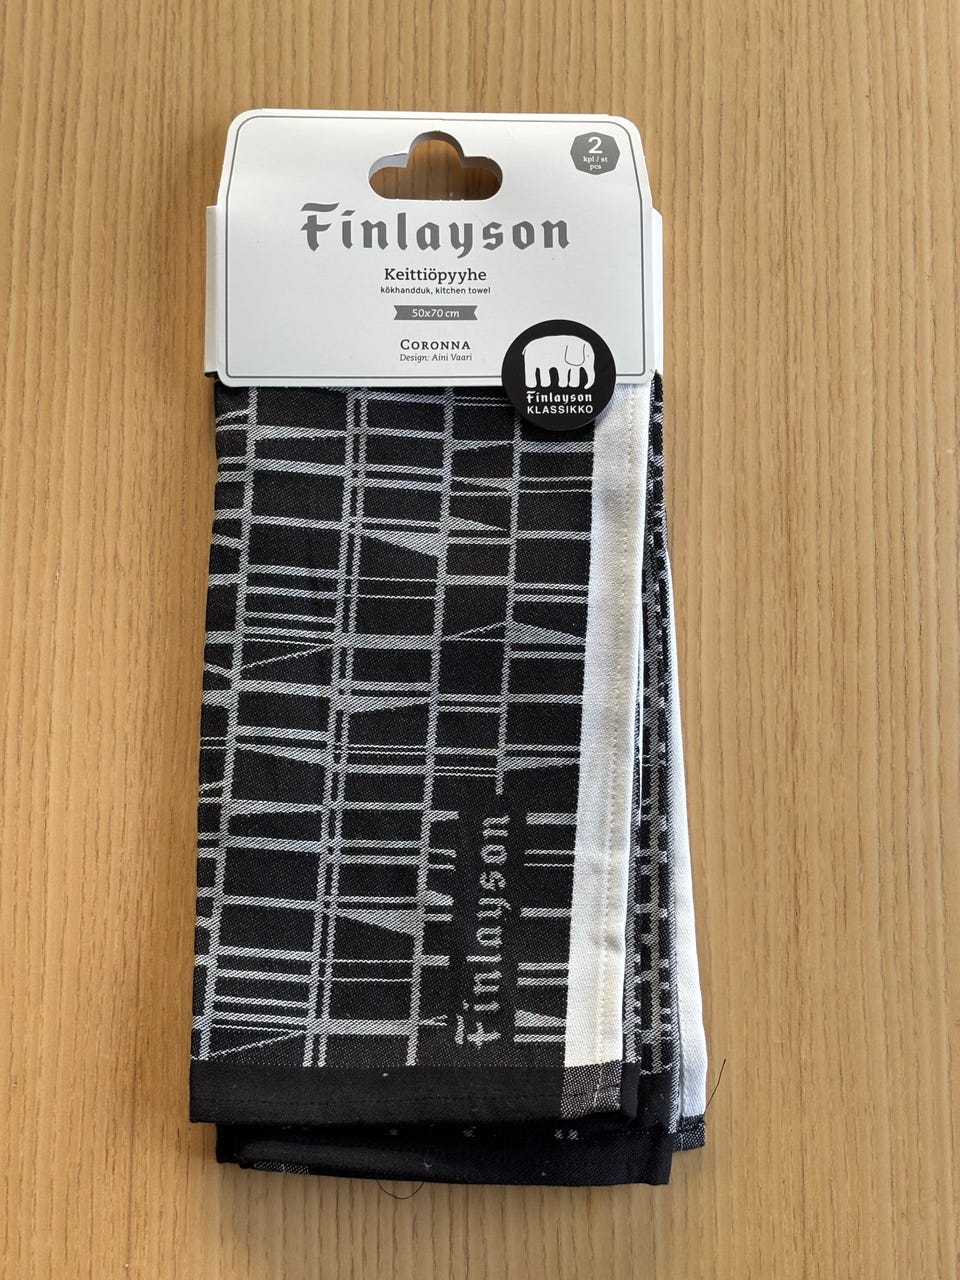 2
kpl / st
pcs
Finlayson
Keittiöpyyhe
kökhandduk, kitchen towel
50x70 cm
CORONNA
Design: Aini Vaari
Finlayson
KLASSIKKO
Finlayson